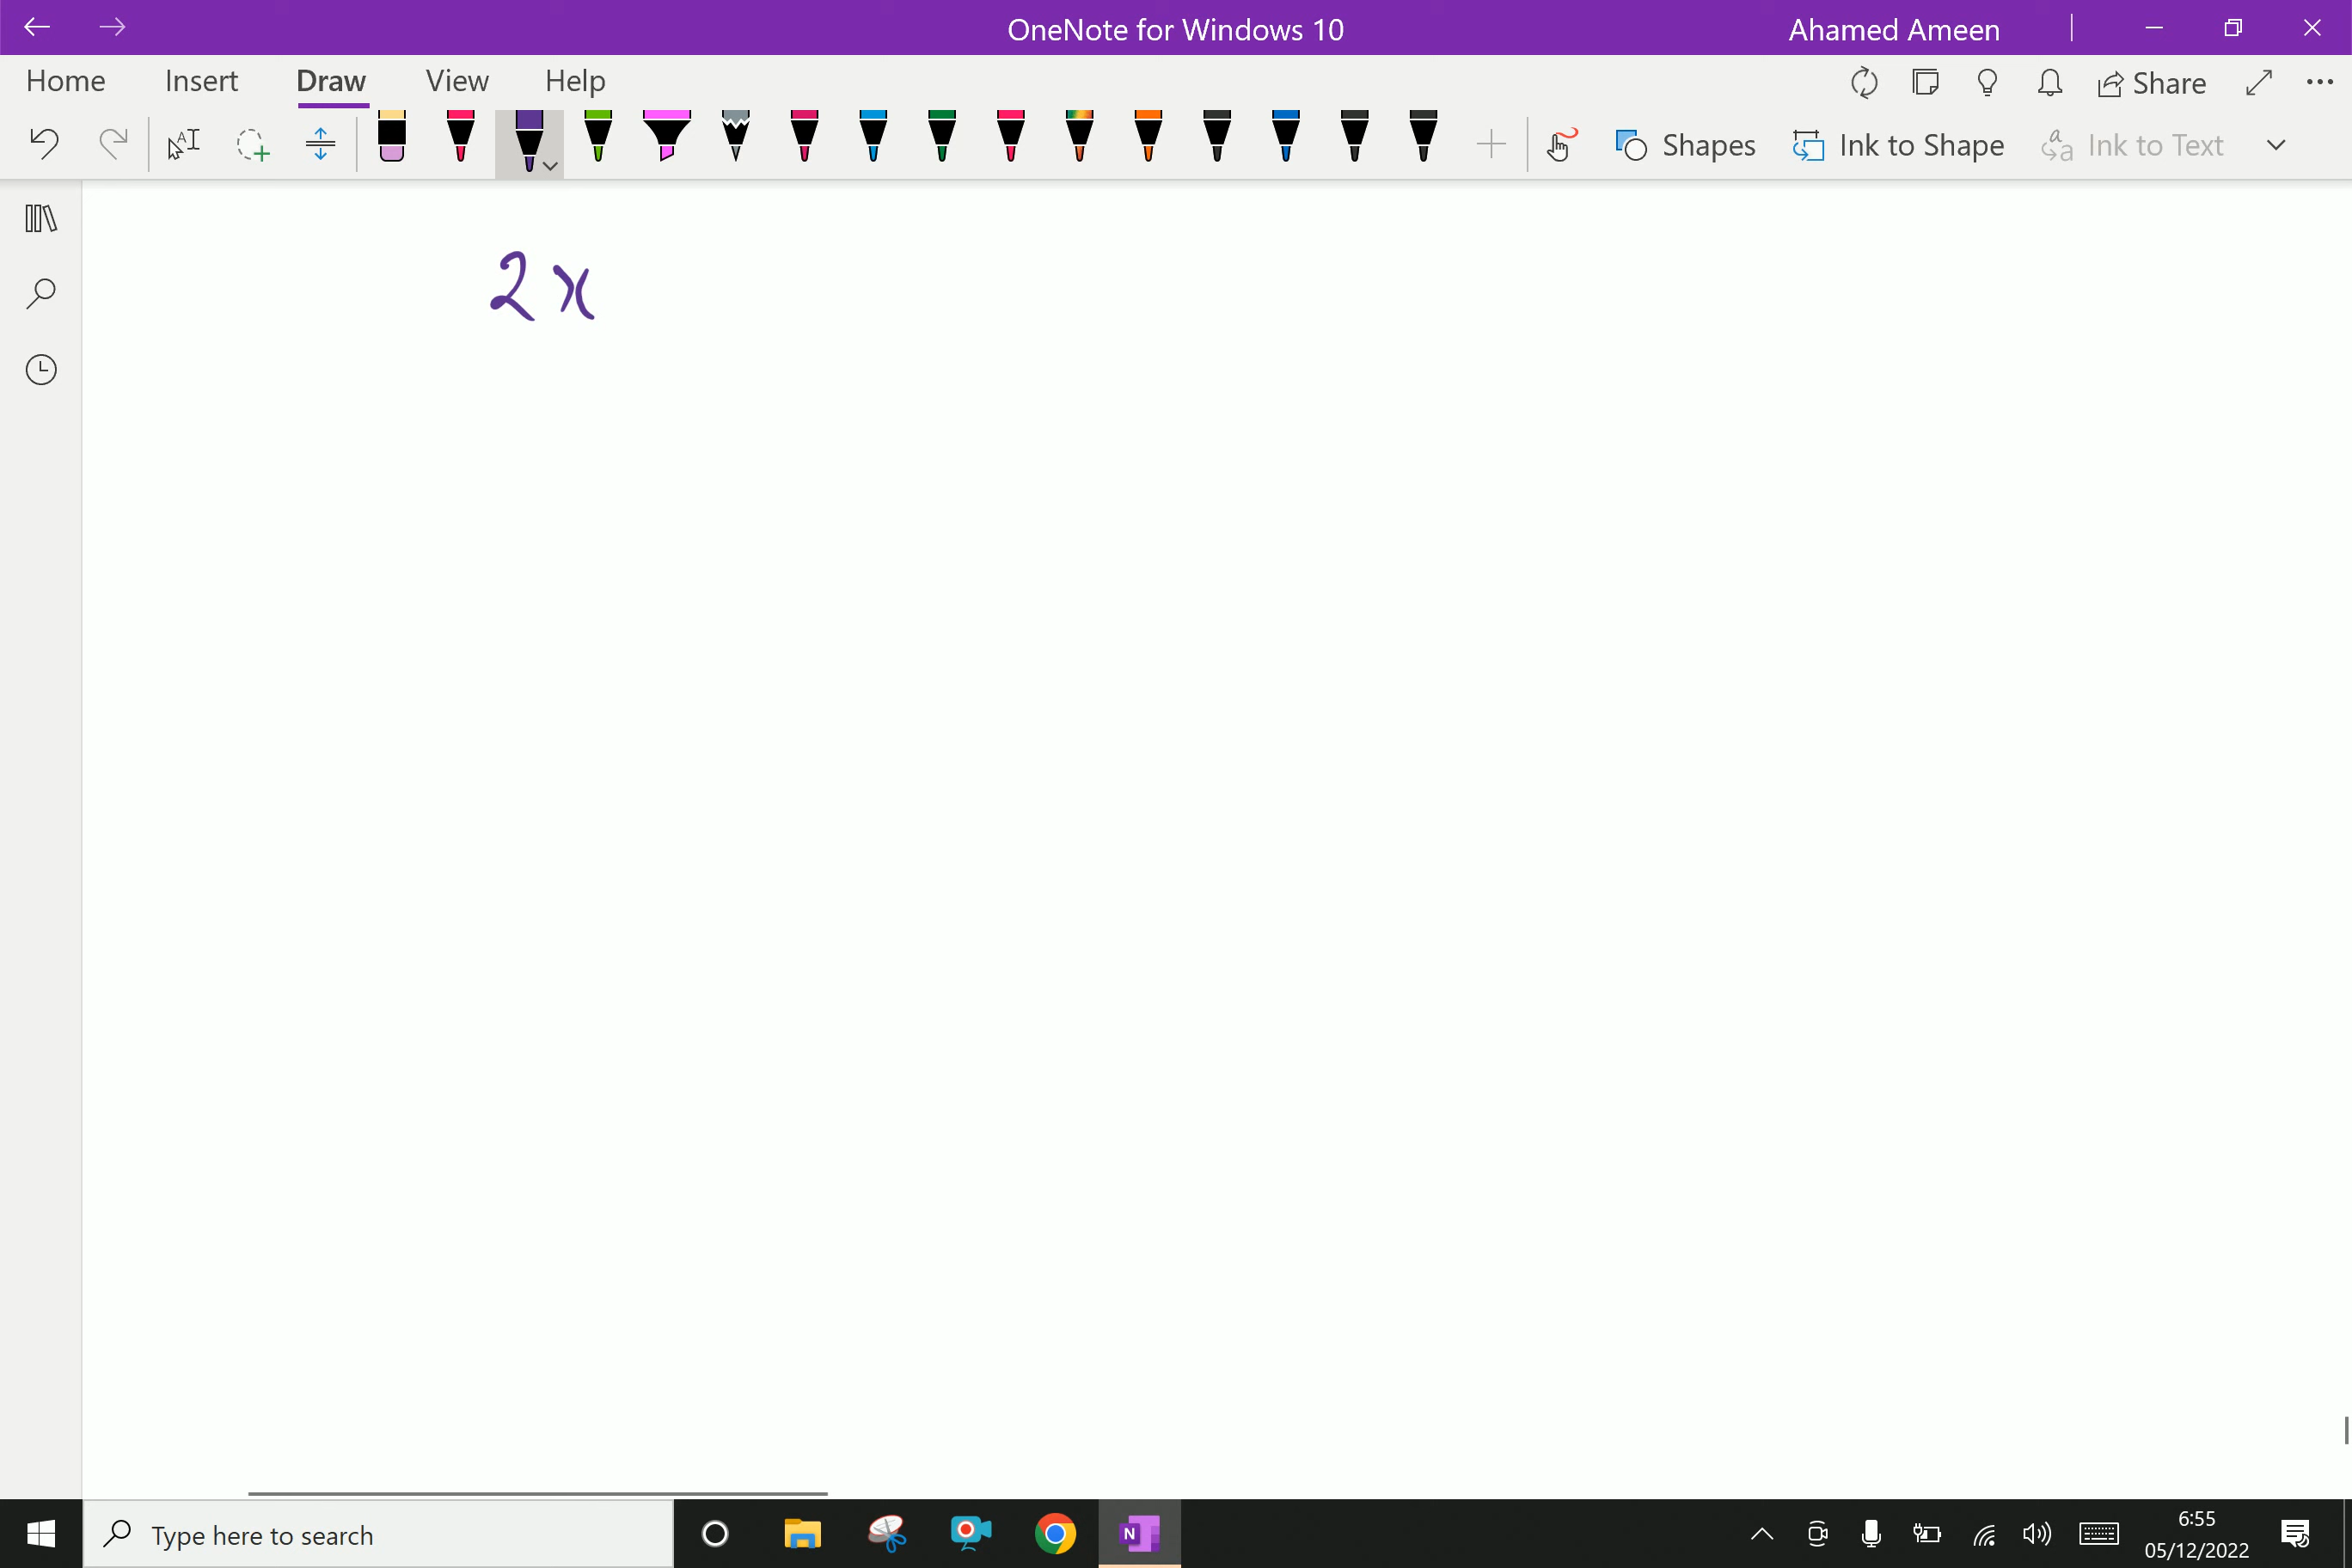 OneNote for Windows 10 Ahamed Ameen
Home Insert Draw View Help Share
Shapes Ink to Shape Ink to Text
2x
Type here to search 6:55
05/12/2022